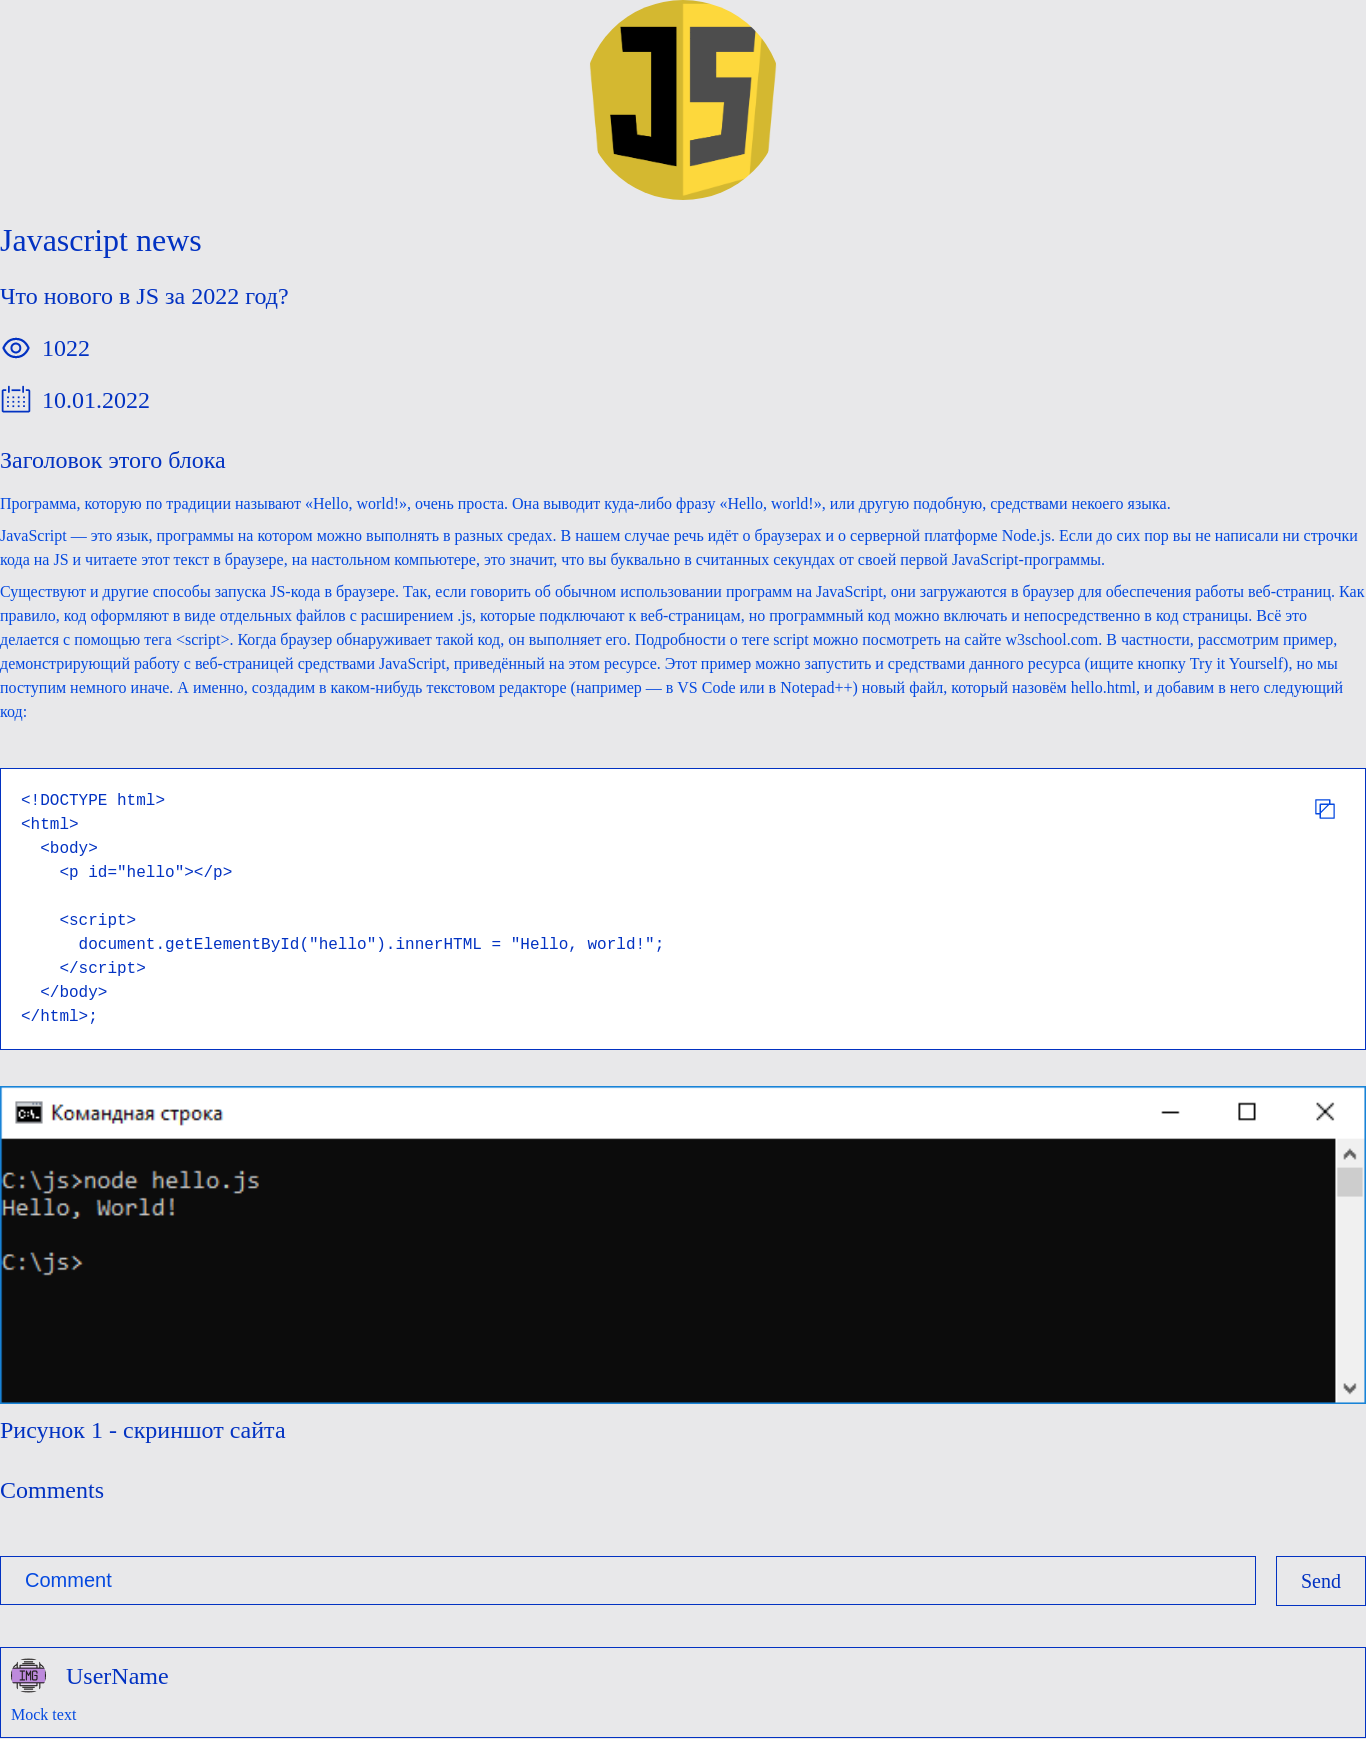 JS
Javascript news
Что нового в JS за 2022 год?
1022
10.01.2022
Заголовок этого блока
Программа, которую по традиции называют «Hello, world!», очень проста. Она выводит куда-либо фразу «Hello, world!», или другую подобную, средствами некоего языка.
JavaScript — это язык, программы на котором можно выполнять в разных средах. В нашем случае речь идёт о браузерах и о серверной платформе Node.js. Если до сих пор вы не написали ни строчки
кода на JS и читаете этот текст в браузере, на настольном компьютере, это значит, что вы буквально в считанных секундах от своей первой JavaScript-программы.
Существуют и другие способы запуска JS-кода в браузере. Так, если говорить об обычном использовании программ на JavaScript, они загружаются в браузер для обеспечения работы веб-страниц. Как
правило, код оформляют в виде отдельных файлов с расширением .js, которые подключают к веб-страницам, но программный код можно включать и непосредственно в код страницы. Всё это
делается с помощью тега <script>. Когда браузер обнаруживает такой код, он выполняет его. Подробности о теге script можно посмотреть на сайте w3school.com. В частности, рассмотрим пример,
демонстрирующий работу с веб-страницей средствами JavaScript, приведённый на этом ресурсе. Этот пример можно запустить и средствами данного ресурса (ищите кнопку Try it Yourself), но мы
поступим немного иначе. А именно, создадим в каком-нибудь текстовом редакторе (например — в VS Code или в Notepad++) новый файл, который назовём hello.html, и добавим в него следующий
код:
<!DOCTYPE html>
<html>
  <body>
    <p id="hello"></p>

    <script>
      document.getElementById("hello").innerHTML = "Hello, world!";
    </script>
  </body>
</html>;
C:\. Командная строка
C:\js>node hello.js
Hello, World!
C:\js>
Рисунок 1 - скриншот сайта
Comments
Comment
Send
IMG
UserName
Mock text